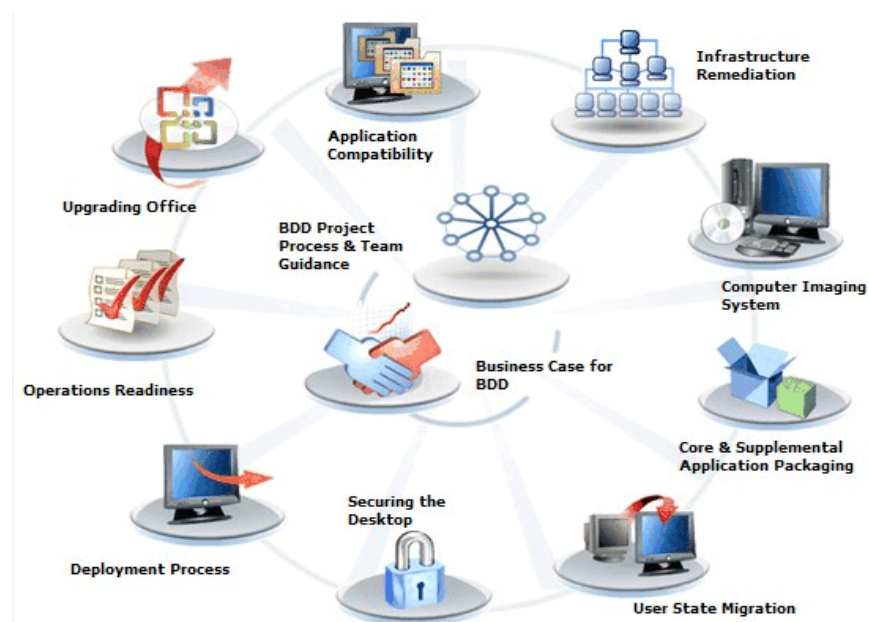 Infrastructure
Remediation
Application
Compatibility
Upgrading Office
BDD Project
Process & Team
Guidance
Computer Imaging
System
Operations Readiness
Business Case for
BDD
Core & Supplemental
Application Packaging
Securing the
Desktop
Deployment Process
User State Migration